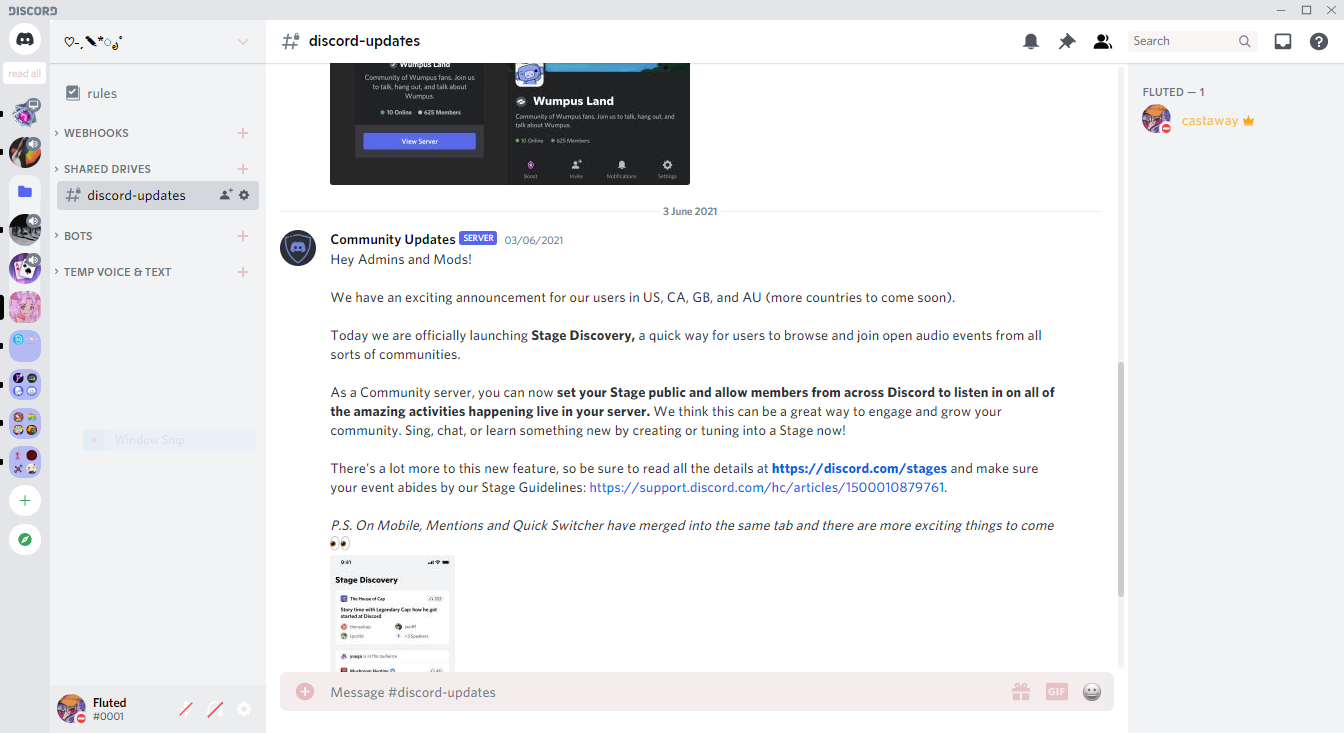 DISCORD
read all
♡-ˏ✎*ೃ༄
rules
WEBHOOKS
SHARED DRIVES
discord-updates
BOTS
TEMP VOICE & TEXT
Window Snip
Fluted
#0001
discord-updates
Search
Wumpus Land
Community of Wumpus fans. Join us
to talk, hang out, and talk about
Wumpus.
10 Online 625 Members
View Server
Wumpus Land
Community of Wumpus fans. Join us to talk, hang out, and
talk about Wumpus.
10 Online 625 Members
Boost Invite Notifications Settings
3 June 2021
Community Updates SERVER 03/06/2021
Hey Admins and Mods!
We have an exciting announcement for our users in US, CA, GB, and AU (more countries to come soon).
Today we are officially launching Stage Discovery, a quick way for users to browse and join open audio events from all
sorts of communities.
As a Community server, you can now set your Stage public and allow members from across Discord to listen in on all of
the amazing activities happening live in your server. We think this can be a great way to engage and grow your
community. Sing, chat, or learn something new by creating or tuning into a Stage now!
There's a lot more to this new feature, so be sure to read all the details at https://discord.com/stages and make sure
your event abides by our Stage Guidelines: https://support.discord.com/hc/articles/1500010879761.
P.S. On Mobile, Mentions and Quick Switcher have merged into the same tab and there are more exciting things to come
👀
9:41
Stage Discovery
The House of Cap
Story time with Legendary Cap: how he got
started at Discord
+3 Speakers
is in the audience
Mushroom Hunting
Message #discord-updates
GIF
FLUTED — 1
castaway